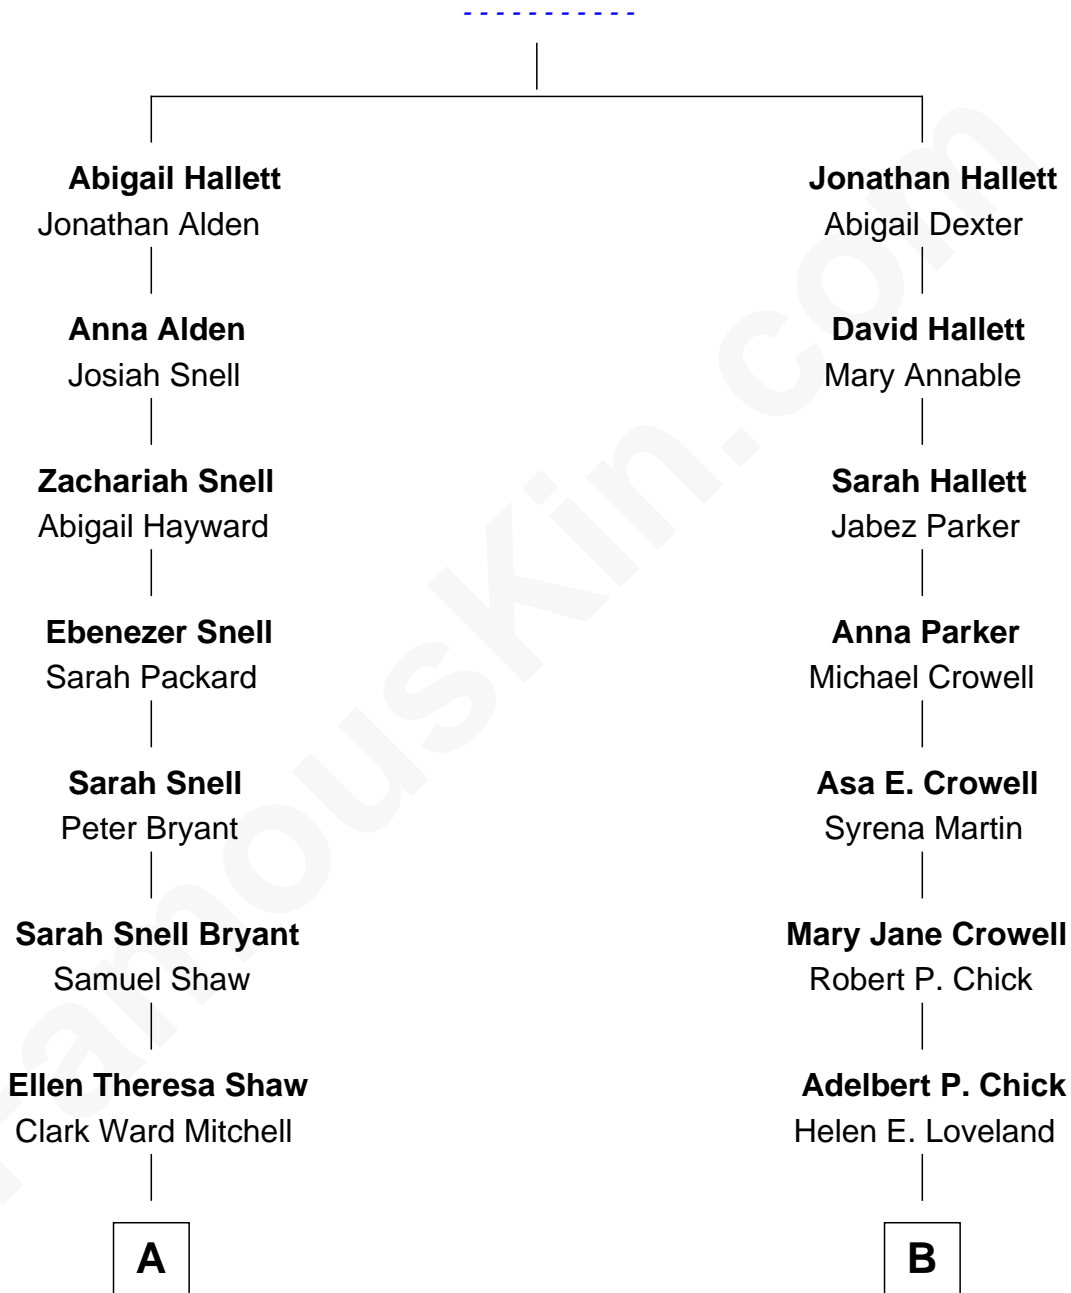 - - - - - - - - - - -
Abigail Hallett
Jonathan Alden
Anna Alden
Josiah Snell
Zachariah Snell
Abigail Hayward
Ebenezer Snell
Sarah Packard
Sarah Snell
Peter Bryant
Sarah Snell Bryant
Samuel Shaw
Ellen Theresa Shaw
Clark Ward Mitchell
A
Jonathan Hallett
Abigail Dexter
David Hallett
Mary Annable
Sarah Hallett
Jabez Parker
Anna Parker
Michael Crowell
Asa E. Crowell
Syrena Martin
Mary Jane Crowell
Robert P. Chick
Adelbert P. Chick
Helen E. Loveland
B
FamousKin.com